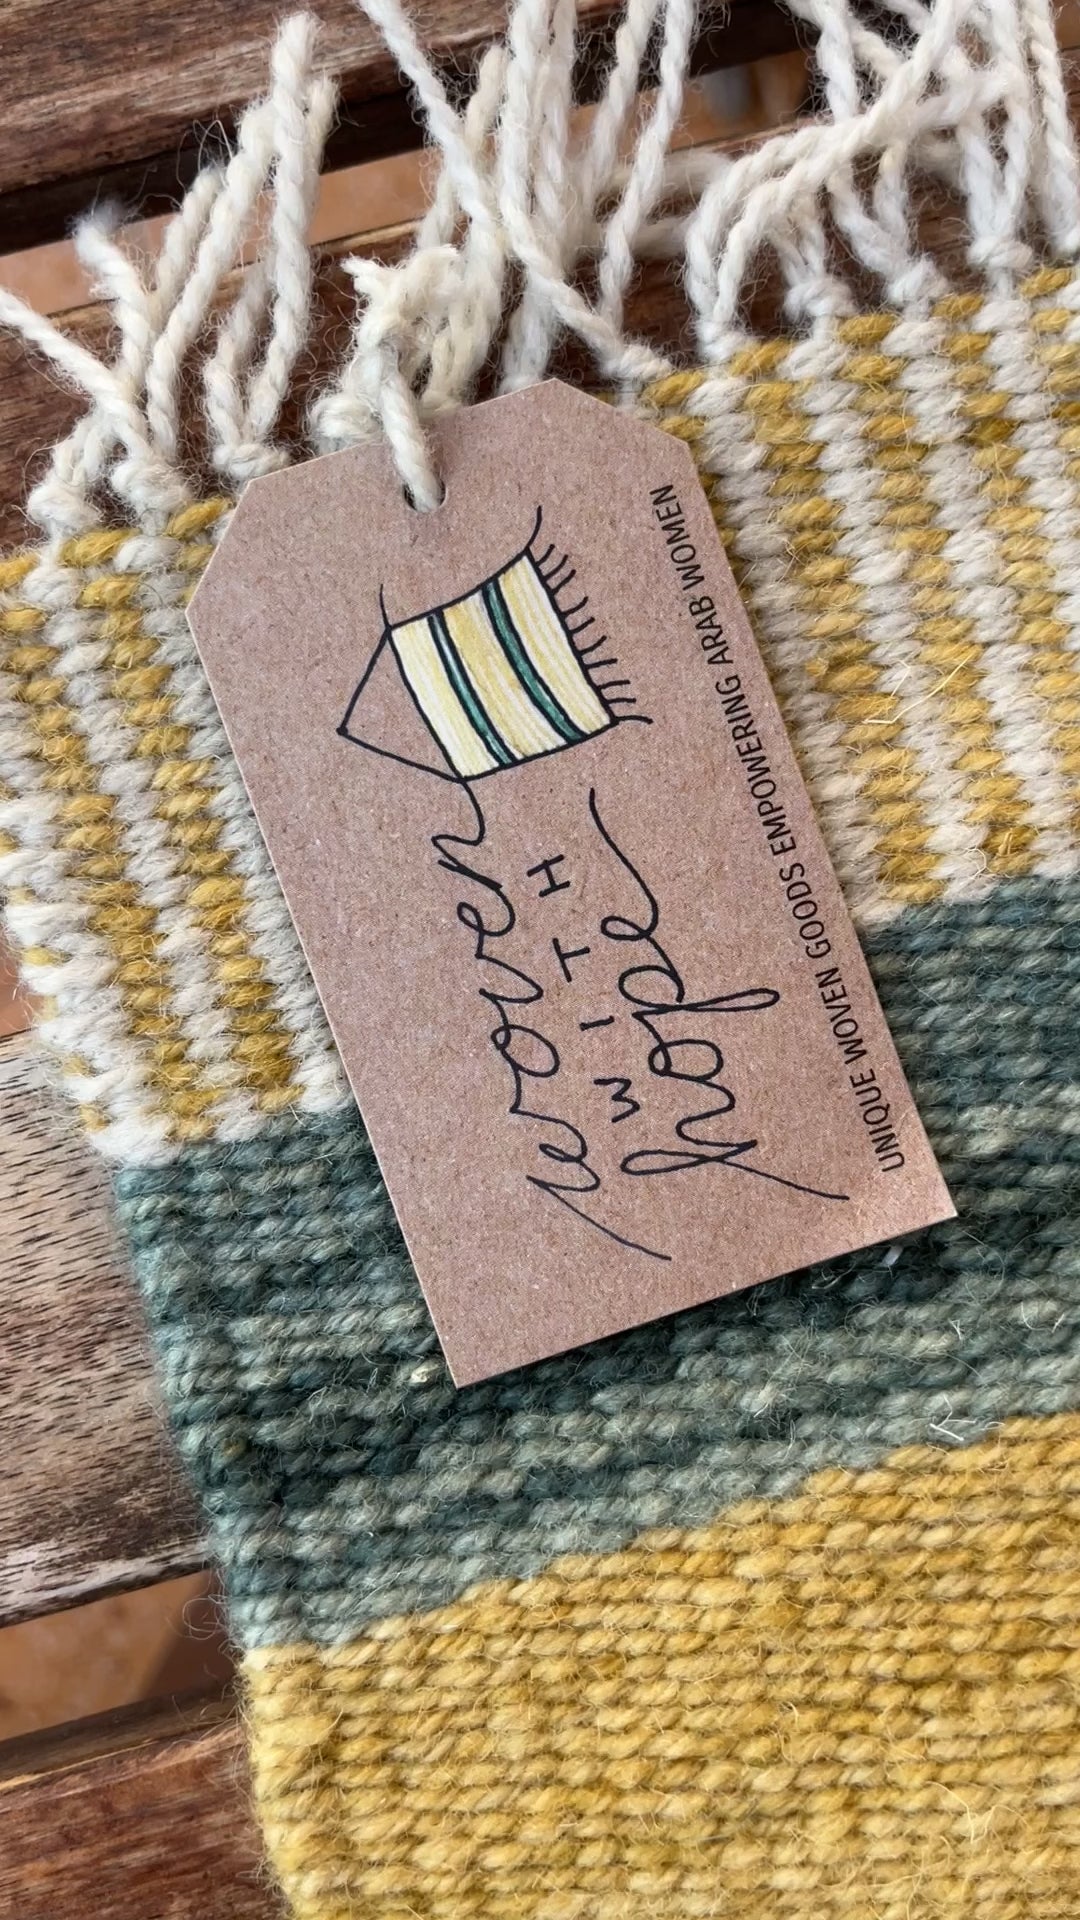 woven
WITH
hope
UNIQUE WOVEN GOODS EMPOWERING ARAB WOMEN